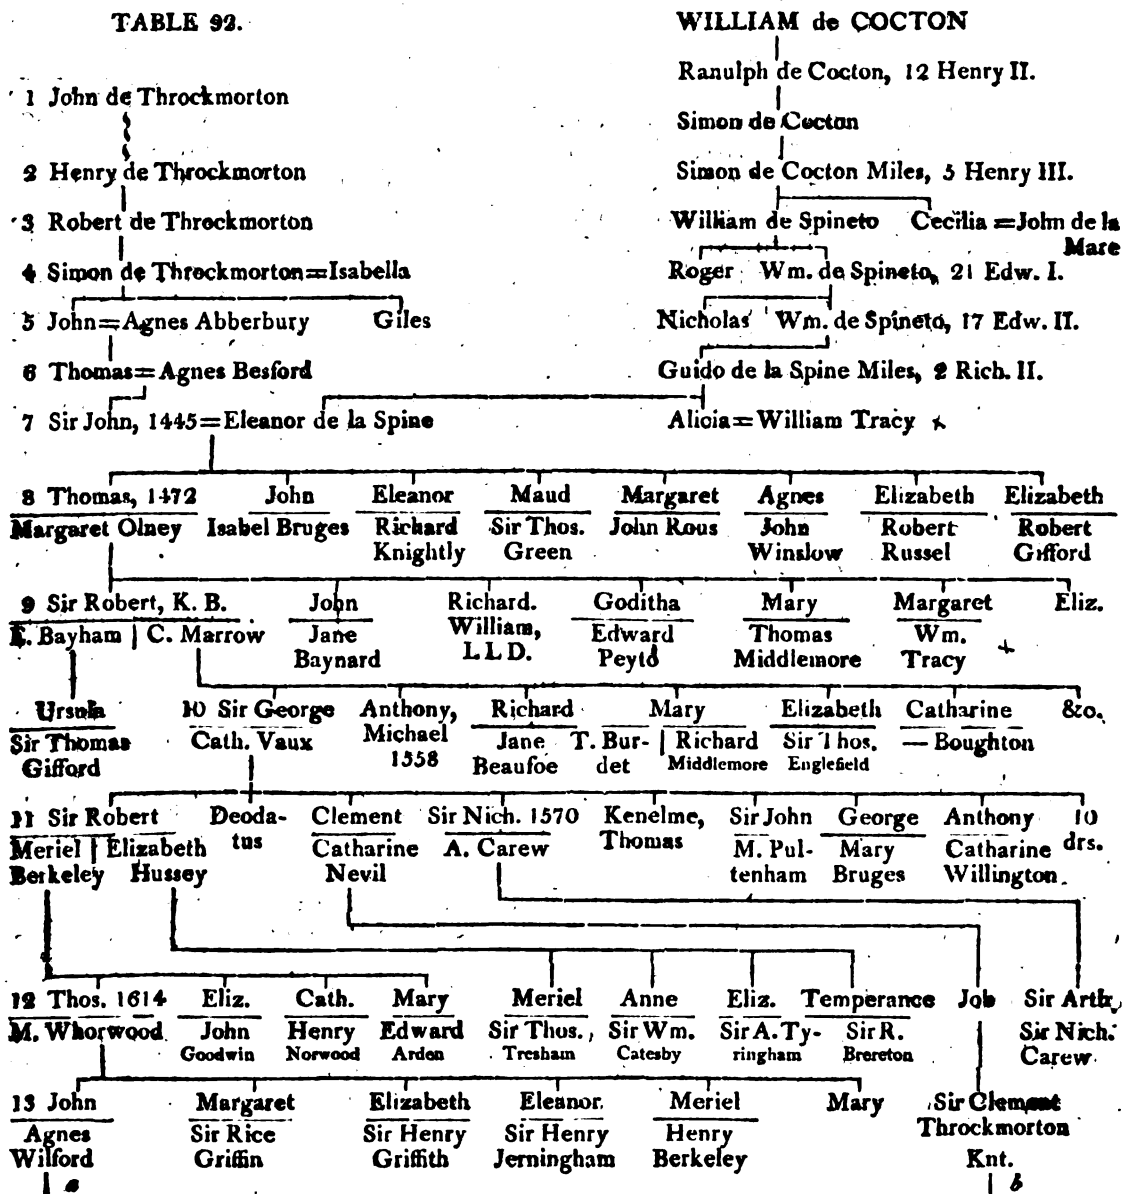 TABLE 92.
WILLIAM de COCTON
Ranulph de Cocton, 12 Henry II.
1 John de Throckmorton
Simon de Cocton
2 Henry de Throckmorton
Simon de Cocton Miles, 5 Henry III.
3 Robert de Throckmorton
William de Spineto Cecilia = John de la
Mare
4 Simon de Throckmorton=Isabella
Roger Wm. de Spineto, 21 Edw. I.
5 John=Agnes Abberbury Giles
Nicholas Wm. de Spineto, 17 Edw. II.
6 Thomas=Agnes Besford
Guido de la Spine Miles, 2 Rich. II.
7 Sir John, 1445=Eleanor de la Spine
Alicia=William Tracy
8 Thomas, 1472 John Eleanor Maud Margaret Agnes Elizabeth Elizabeth
Margaret Olney Isabel Bruges Richard Sir Thos. John Rous John Robert Robert
Knightly Green Winslow Russel Gifford
9 Sir Robert, K. B. John Richard. Goditha Mary Margaret Eliz.
E. Bayham | C. Marrow Jane William, Edward Thomas Wm.
Baynard L L D. Peyto Middlemore Tracy
Ursula 10 Sir George Anthony, Richard Mary Elizabeth Catharine &c.
Sir Thomas Cath. Vaux Michael Jane T. Bur- | Richard Sir Thos. — Boughton
Gifford 1558 Beaufoe det Middlemore Englefield
11 Sir Robert Deoda- Clement Sir Nich. 1570 Kenelme, Sir John George Anthony 10
Meriel | Elizabeth tus Catharine A. Carew Thomas M. Pul- Mary Catharine drs.
Berkeley Hussey Nevil tenham Bruges Willington
12 Thos. 1614 Eliz. Cath. Mary Meriel Anne Eliz. Temperance Job Sir Arth.
M. Whorwood John Henry Edward Sir Thos. Sir Wm. Sir A. Ty- Sir R. Sir Nich.
Goodwin Norwood Arden Tresham Catesby ringham Brereton Carew
13 John Margaret Elizabeth Eleanor. Meriel Mary Sir Clement
Agnes Sir Rice Sir Henry Sir Henry Henry Throckmorton
Wilford Griffin Griffith Jerningham Berkeley Knt.
a b